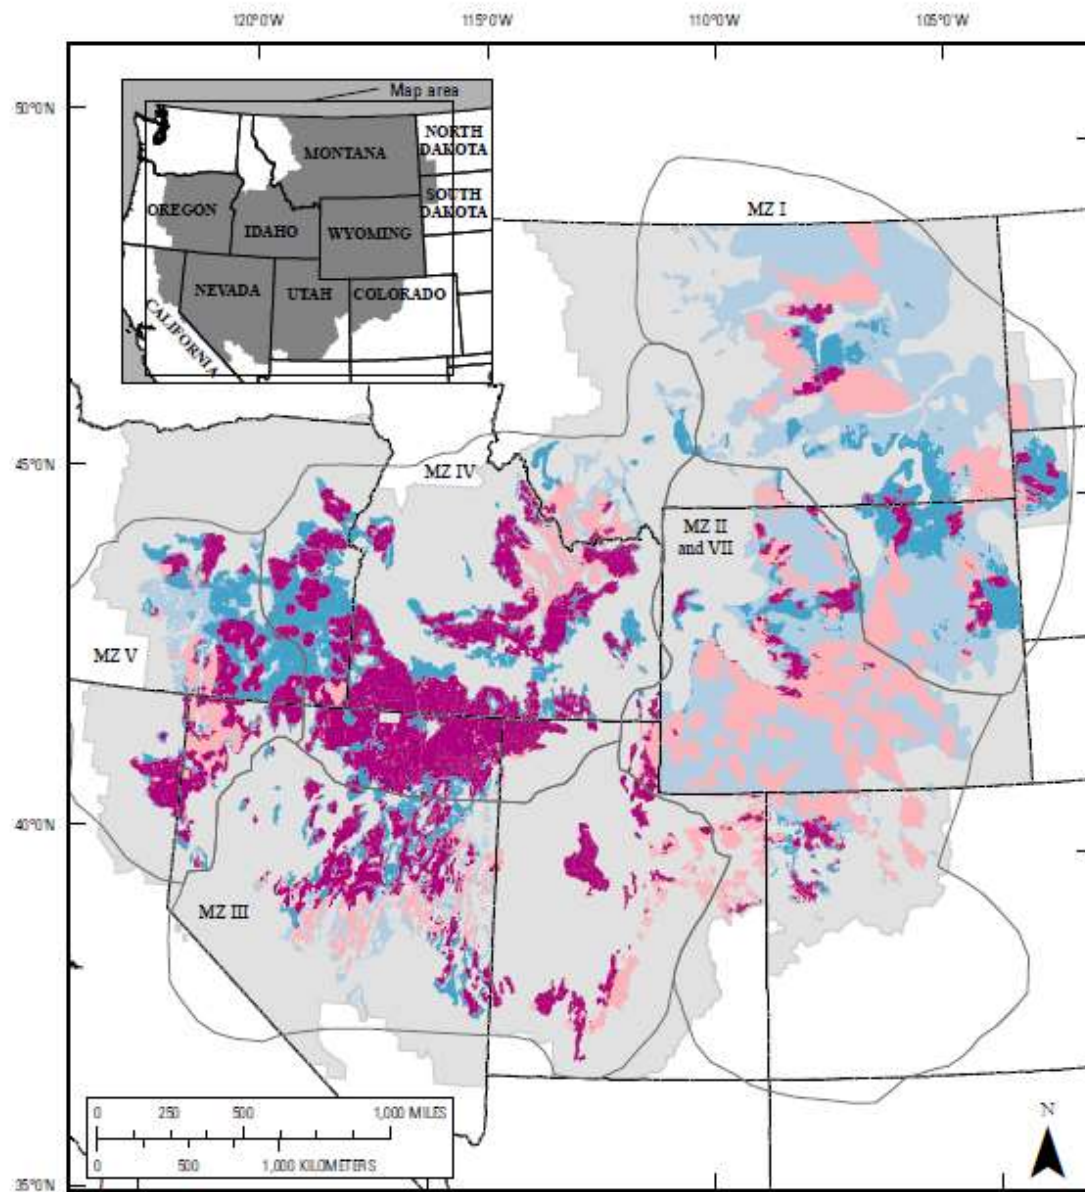 120°0'W 115°0'W 110°0'W 105°0'W
50°0'N
Map area
NORTH
DAKOTA
MONTANA
SOUTH
DAKOTA
OREGON
IDAHO
WYOMING
NEVADA
UTAH
COLORADO
CALIFORNIA
MZ I
45°0'N
MZ IV
MZ II
and VII
MZ V
40°0'N
MZ III
0 250 500 1,000 MILES
0 500 1,000 KILOMETERS
N
35°0'N